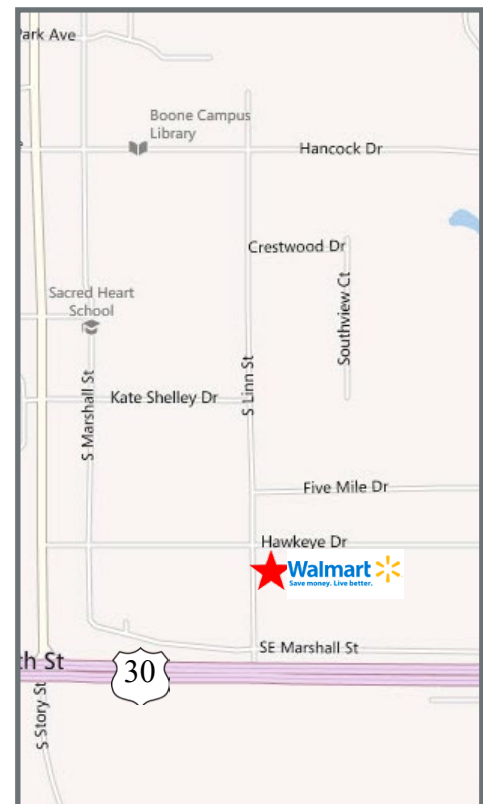 Park Ave
Boone Campus
Library
Hancock Dr
Crestwood Dr
Southview Ct
Sacred Heart
School
S Marshall St
Kate Shelley Dr
S Linn St
Five Mile Dr
Hawkeye Dr
Walmart
Save money. Live better.
SE Marshall St
th St
30
S Story St